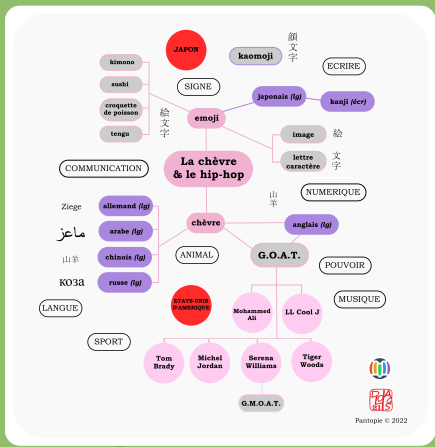 JAPON
kaomoji
顔文字
ECRIRE
kimono
SIGNE
sushi
japonais (lg)
kanji (écr)
croquette
de poisson
絵文字
emoji
tengu
image
絵
lettre
caractère
文字
La chèvre
& le hip-hop
COMMUNICATION
NUMERIQUE
山羊
Ziege
allemand (lg)
chèvre
anglais (lg)
ماعز
arabe (lg)
山羊
chinois (lg)
ANIMAL
G.O.A.T.
POUVOIR
коза
russe (lg)
LANGUE
ETATS-UNIS
D'AMERIQUE
Mohammed
Ali
LL Cool J
MUSIQUE
SPORT
Tom
Brady
Michel
Jordan
Serena
Williams
Tiger
Woods
G.M.O.A.T.
Pantopie © 2022